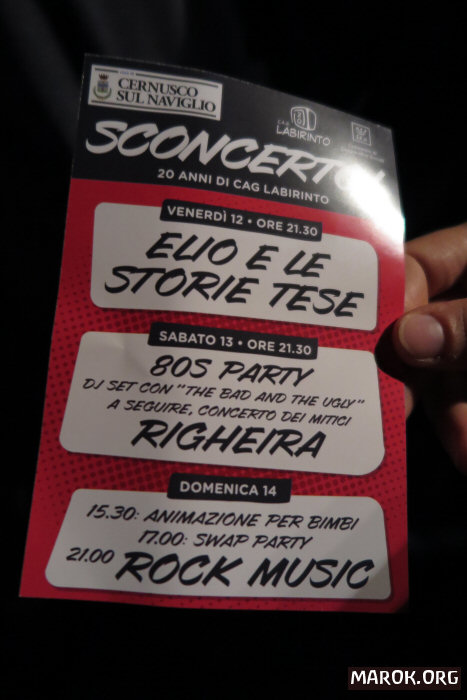 CERNUSCO
SUL NAVIGLIO
C.A.G.
LABIRINTO
20 ANNI DI CAG LABIRINTO
VENERDÌ 12 • ORE 21.30
ELIO E LE
STORIE TESE
SABATO 13 • ORE 21.30
80S PARTY
DJ SET CON "THE BAD AND THE UGLY"
A SEGUIRE, CONCERTO DEI MITICI
RIGHEIRA
DOMENICA 14
15.30: ANIMAZIONE PER BIMBI
17.00: SWAP PARTY
21.00 ROCK MUSIC
MAROK.ORG